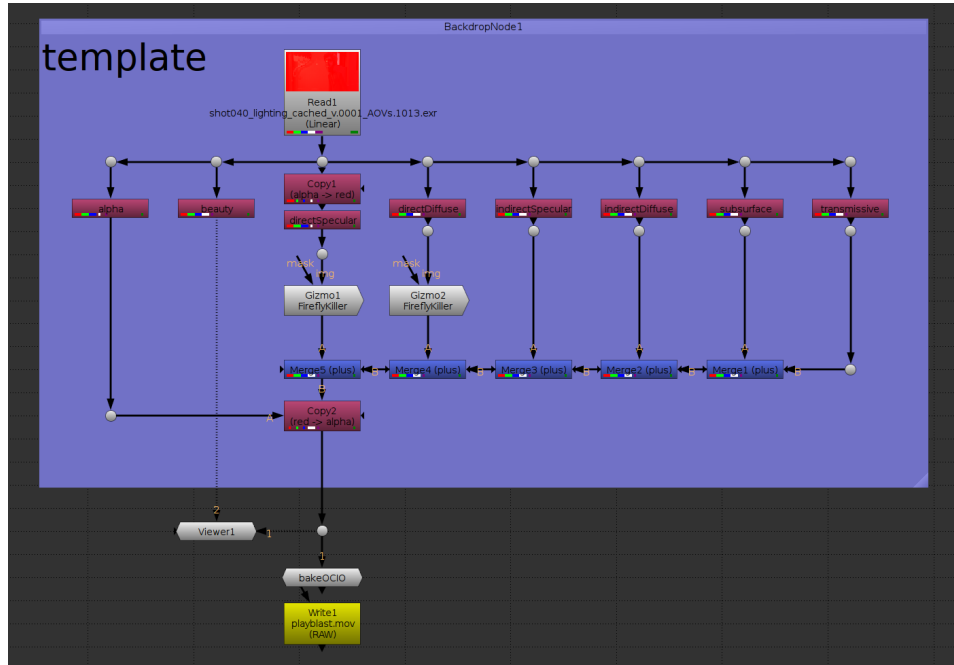 BackdropNode1
template
Read1
shot040_lighting_cached_v.0001_AOVs.1013.exr
(Linear)
Copy1
(alpha -> red)
alpha
beauty
directSpecular
directDiffuse
indirectSpecular
indirectDiffuse
subsurface
transmissive
mask
img
mask
img
Gizmo1
FireflyKiller
Gizmo2
FireflyKiller
A
A
A
A
A
Merge5 (plus)
B
Merge4 (plus)
B
Merge3 (plus)
B
Merge2 (plus)
B
Merge1 (plus)
B
B
Copy2
(red -> alpha)
A
2
Viewer1
1
1
bakeOCIO
Write1
playblast.mov
(RAW)